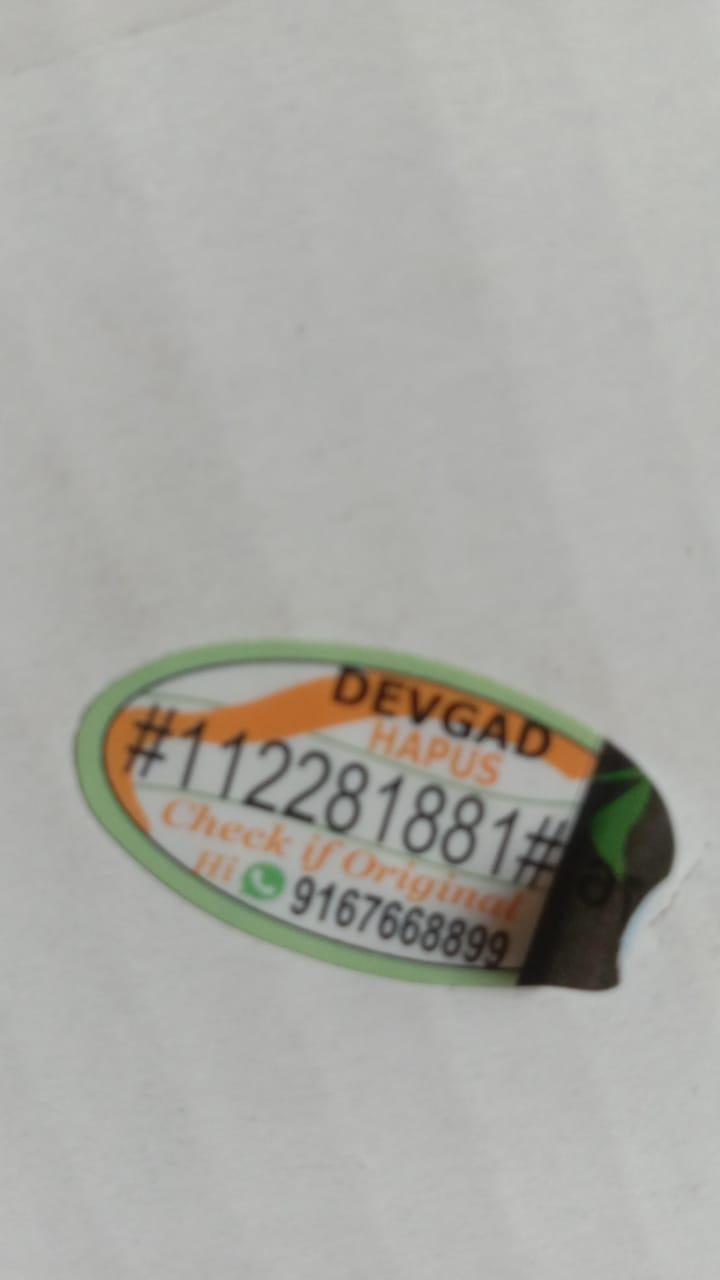 DEVGAD
HAPUS
#112281881#
Check if Original
Hi 9167668899